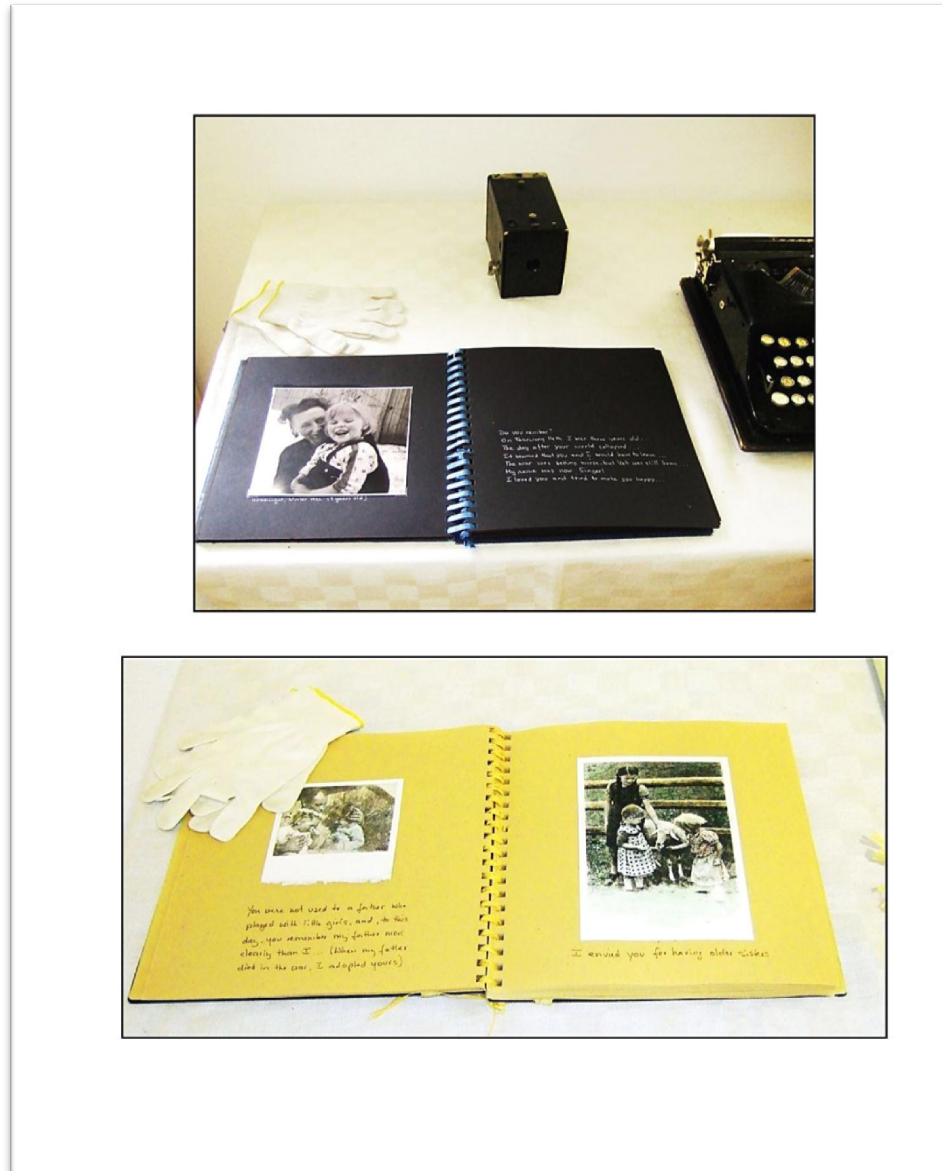 Do you remember?
I was three years old...
The day after your world collapsed
It seemed that you and I would have to leave...
The war was getting worse, but Vati was still home...
My name was now
I loved you and tried to make you happy...
You were not used to a father who
played with little girls, and, to this
day, you remember my father more
clearly than I... (When my father
died in the war, I adopted yours)
I envied you for having older sisters